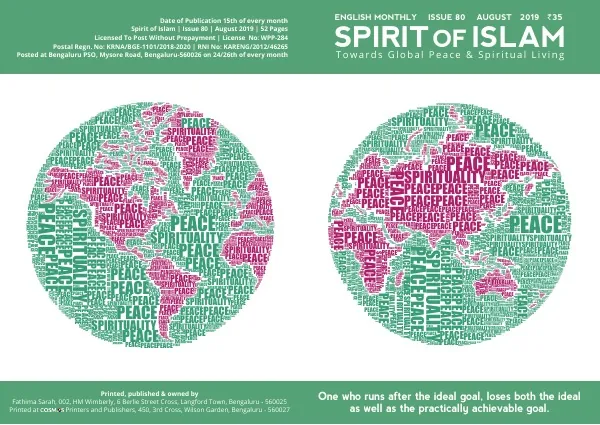 Date of Publication 15th of every month
Spirit of Islam | Issue 80 | August 2019 | 52 Pages
Licensed To Post Without Prepayment | License No: WPP-284
Postal Regn. No: KRNA/BGE-1101/2018-2020 | RNI No: KARENG/2012/46265
Posted at Bengaluru PSO, Mysore Road, Bengaluru-560026 on 24/26th of every month
ENGLISH MONTHLY ISSUE 80 AUGUST 2019 ₹35
SPIRIT OF ISLAM
Towards Global Peace & Spiritual Living
PEACE
SPIRITUALITY
PEACE
SPIRITUALITY
Printed, published & owned by
Fathima Sarah, 002, HM Wimberly, 6 Berlie Street Cross, Langford Town, Bengaluru - 560025
Printed at COSMOS Printers and Publishers, 450, 3rd Cross, Wilson Garden, Bengaluru - 560027
One who runs after the ideal goal, loses both the ideal
as well as the practically achievable goal.